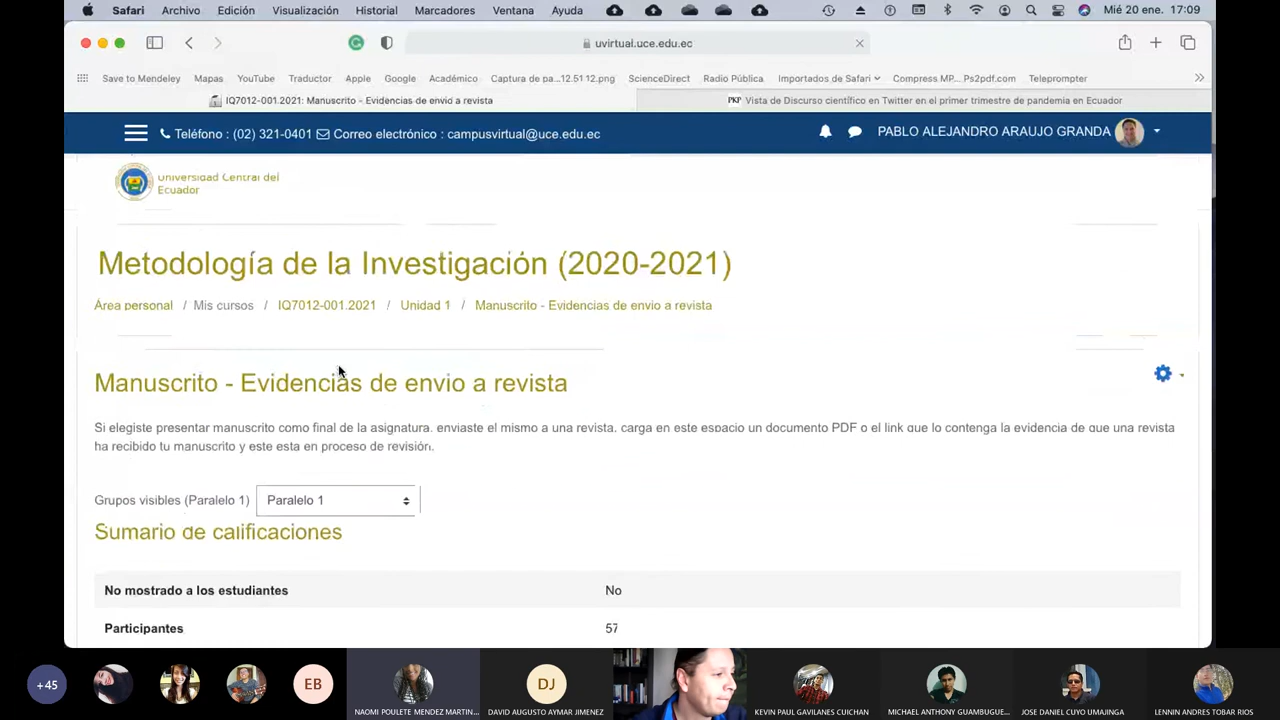 Safari Archivo Edición Visualización Historial Marcadores Ventana Ayuda Mié 20 ene. 17:09
uvirtual.uce.edu.ec
Save to Mendeley Mapas YouTube Traductor Apple Google Académico Captura de pa...12.51 12.png ScienceDirect Radio Pública Importados de Safari Compress MP... Ps2pdf.com Teleprompter
IQ7012-001.2021: Manuscrito - Evidencias de envio a revista PKP Vista de Discurso científico en Twitter en el primer trimestre de pandemia en Ecuador
Teléfono : (02) 321-0401 Correo electrónico : campusvirtual@uce.edu.ec PABLO ALEJANDRO ARAUJO GRANDA
Universidad Central del
Ecuador
Metodología de la Investigación (2020-2021)
Área personal / Mis cursos / IQ7012-001.2021 / Unidad 1 / Manuscrito - Evidencias de envio a revista
Manuscrito - Evidencias de envio a revista
Si elegiste presentar manuscrito como final de la asignatura, enviaste el mismo a una revista, carga en este espacio un documento PDF o el link que lo contenga la evidencia de que una revista
ha recibido tu manuscrito y este esta en proceso de revisión.
Grupos visibles (Paralelo 1) Paralelo 1
Sumario de calificaciones
No mostrado a los estudiantes No
Participantes 57
+45 EB DJ
NAOMI POULETE MENDEZ MARTIN... DAVID AUGUSTO AYMAR JIMENEZ KEVIN PAUL GAVILANES CUICHAN MICHAEL ANTHONY GUAMBUGUE... JOSE DANIEL CUYO UMAJINGA LENNIN ANDRES TOBAR RIOS